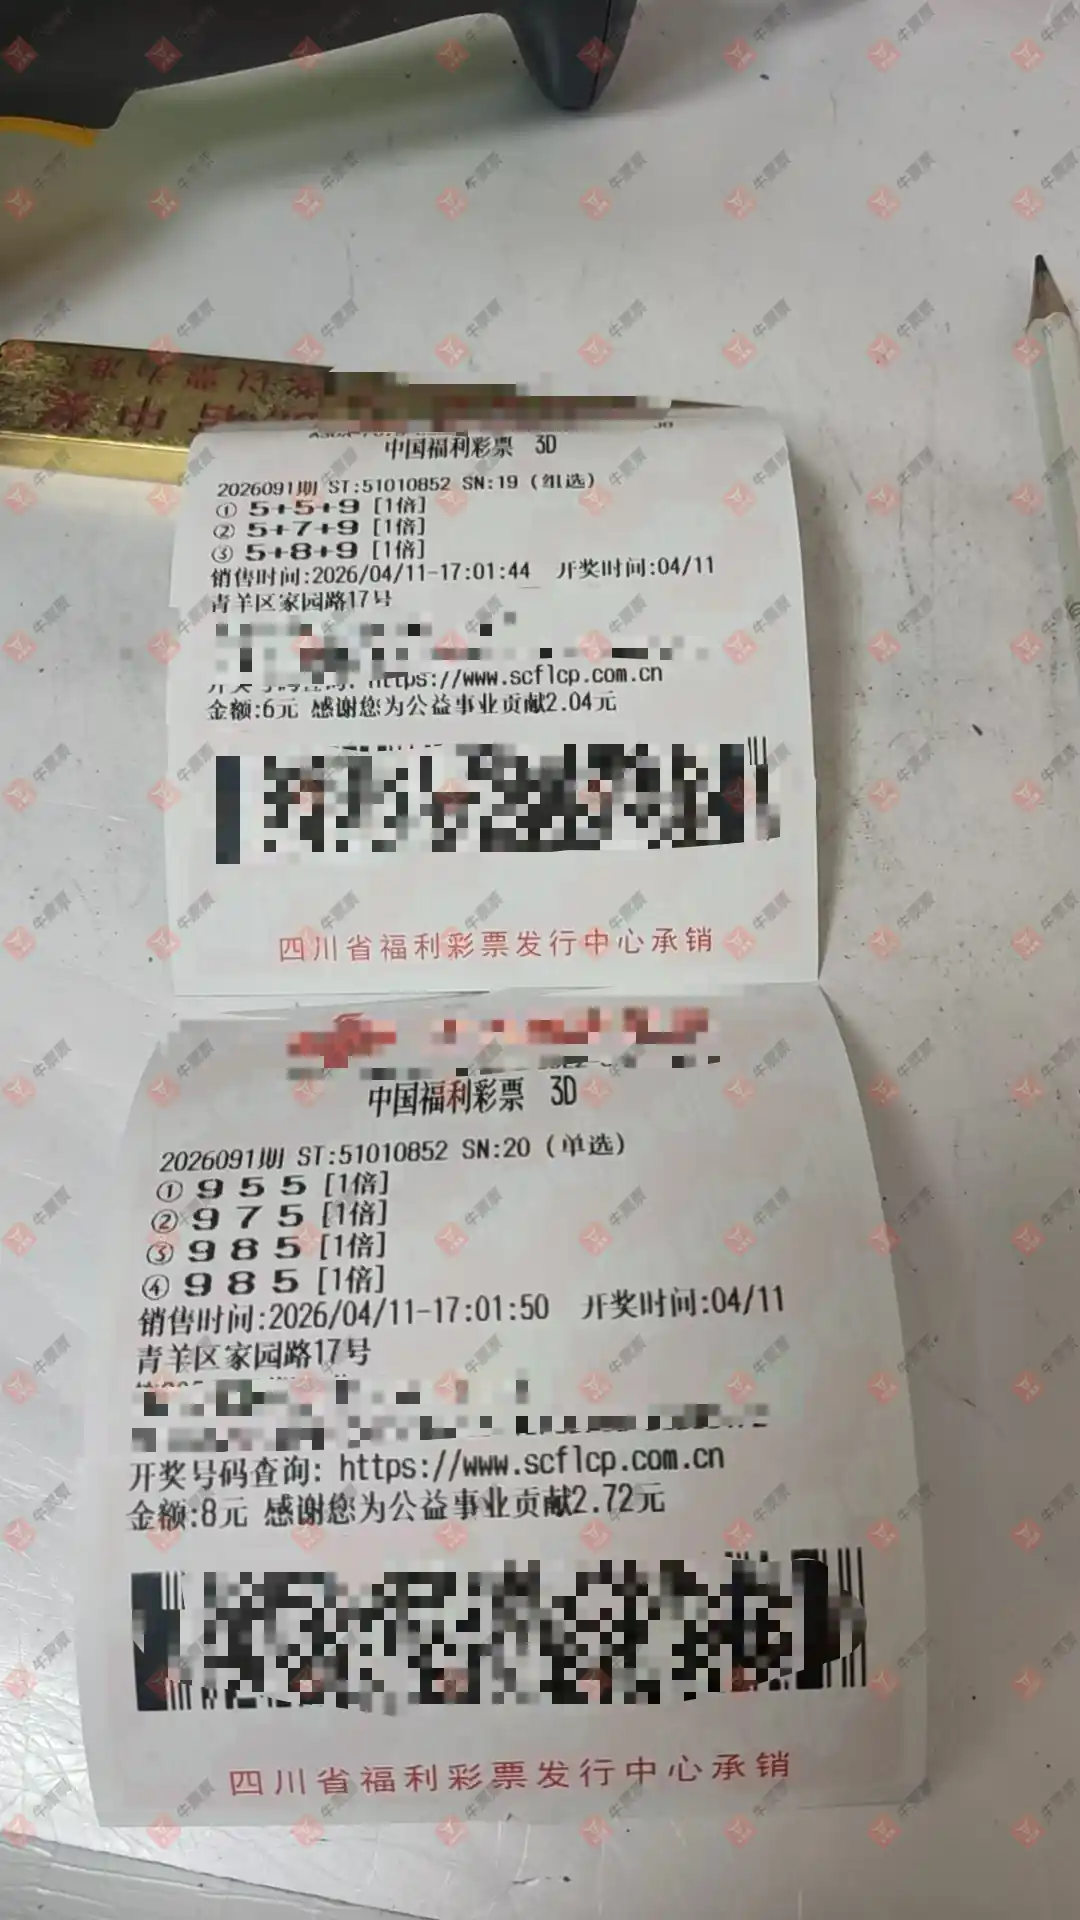 中国福利彩票 3D
2026091期 ST:51010852 SN:19 (组选)
① 5+5+9 [1倍]
② 5+7+9 [1倍]
③ 5+8+9 [1倍]
销售时间:2026/04/11-17:01:44 开奖时间:04/11
青羊区家园路17号
https://www.scflcp.com.cn
金额:6元 感谢您为公益事业贡献2.04元
四川省福利彩票发行中心承销
中国福利彩票 3D
2026091期 ST:51010852 SN:20 (单选)
① 9 5 5 [1倍]
② 9 7 5 [1倍]
③ 9 8 5 [1倍]
④ 9 8 5 [1倍]
销售时间:2026/04/11-17:01:50 开奖时间:04/11
青羊区家园路17号
开奖号码查询: https://www.scflcp.com.cn
金额:8元 感谢您为公益事业贡献2.72元
四川省福利彩票发行中心承销
牛票票